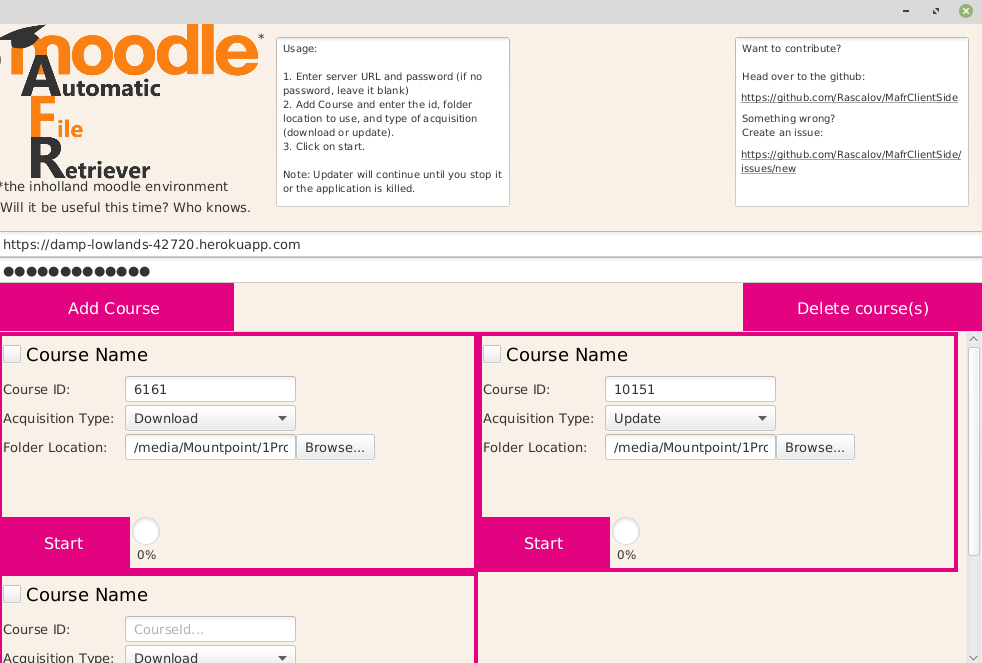 moodle*
Automatic
File
Retriever
*the inholland moodle environment
Will it be useful this time? Who knows.
Usage:
1. Enter server URL and password (if no
password, leave it blank)
2. Add Course and enter the id, folder
location to use, and type of acquisition
(download or update).
3. Click on start.
Note: Updater will continue until you stop it
or the application is killed.
Want to contribute?
Head over to the github:
https://github.com/Rascalov/MafrClientSide
Something wrong?
Create an issue:
https://github.com/Rascalov/MafrClientSide/
issues/new
https://damp-lowlands-42720.herokuapp.com
●●●●●●●●●●●●●
Add Course
Delete course(s)
Course Name
Course ID: 6161
Acquisition Type: Download
Folder Location: /media/Mountpoint/1Prc Browse...
Start
0%
Course Name
Course ID: 10151
Acquisition Type: Update
Folder Location: /media/Mountpoint/1Prc Browse...
Start
0%
Course Name
Course ID: CourseId...
Acquisition Type: Download